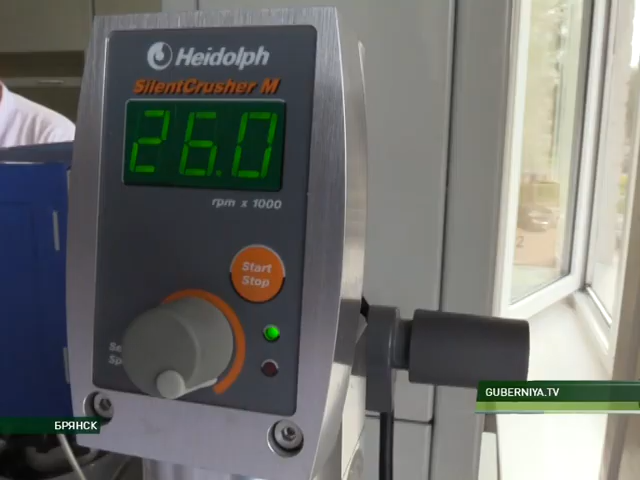 Heidolph
SilentCrusher M
26.0
rpm x 1000
Start
Stop
GUBERNIYA.TV
БРЯНСК